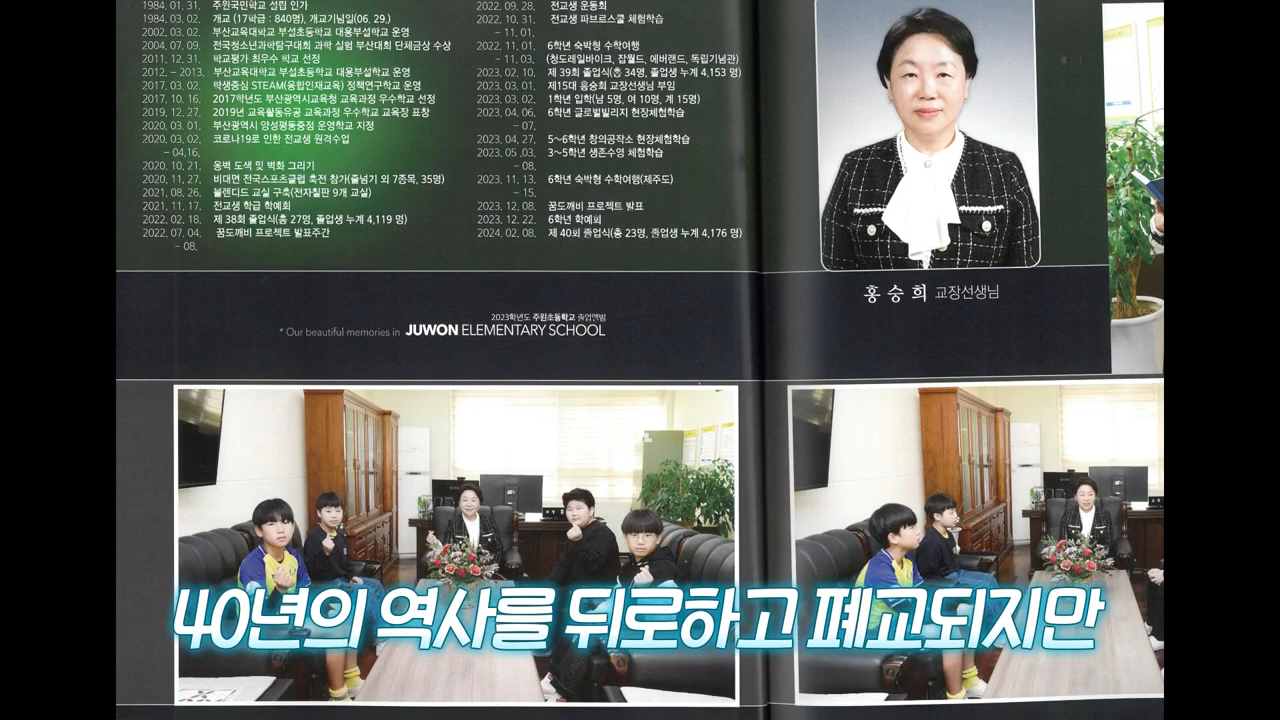 1984. 01. 31. 주원국민학교 설립 인가
1984. 03. 02. 개교 (17학급 : 840명), 개교기념일(06. 29.)
2002. 03. 02. 부산교육대학교 부설초등학교 대용부설학교 운영
2004. 07. 09. 전국청소년과학탐구대회 과학 실험 부산대회 단체금상 수상
2011. 12. 31. 학교평가 최우수 학교 선정
2012. – 2013. 부산교육대학교 부설초등학교 대용부설학교 운영
2017. 03. 02. 학생중심 STEAM(융합인재교육) 정책연구학교 운영
2017. 10. 16. 2017학년도 부산광역시교육청 교육과정 우수학교 선정
2019. 12. 27. 2019년 교육활동유공 교육과정 우수학교 교육장 표창
2020. 03. 01. 부산광역시 양성평등중점 운영학교 지정
2020. 03. 02. 코로나19로 인한 전교생 원격수업
– 04.16.
2020. 10. 21. 옹벽 도색 및 벽화 그리기
2020. 11. 27. 비대면 전국스포츠클럽 축전 참가(줄넘기 외 7종목, 35명)
2021. 08. 26. 블렌디드 교실 구축(전자칠판 9개 교실)
2021. 11. 17. 전교생 학급 학예회
2022. 02. 18. 제 38회 졸업식(총 27명, 졸업생 누계 4,119 명)
2022. 07. 04. 꿈도깨비 프로젝트 발표주간
– 08.
2022. 09. 28. 전교생 운동회
2022. 10. 31. 전교생 파브르스쿨 체험학습
– 11. 01.
2022. 11. 01. 6학년 숙박형 수학여행
– 11. 03. (청도레일바이크, 잡월드, 에버랜드, 독립기념관)
2023. 02. 10. 제 39회 졸업식(총 34명, 졸업생 누계 4,153 명)
2023. 03. 01. 제15대 홍승희 교장선생님 부임
2023. 03. 02. 1학년 입학(남 5명, 여 10명, 계 15명)
2023. 04. 06. 6학년 글로벌빌리지 현장체험학습
– 07.
2023. 04. 27. 5~6학년 창의공작소 현장체험학습
2023. 05 .03. 3~5학년 생존수영 체험학습
– 08.
2023. 11. 13. 6학년 숙박형 수학여행(제주도)
– 15.
2023. 12. 08. 꿈도깨비 프로젝트 발표
2023. 12. 22. 6학년 학예회
2024. 02. 08. 제 40회 졸업식(총 23명, 졸업생 누계 4,176 명)
홍 승 희 교장선생님
2023학년도 주원초등학교 졸업앨범
* Our beautiful memories in JUWON ELEMENTARY SCHOOL
40년의 역사를 뒤로하고 폐교되지만